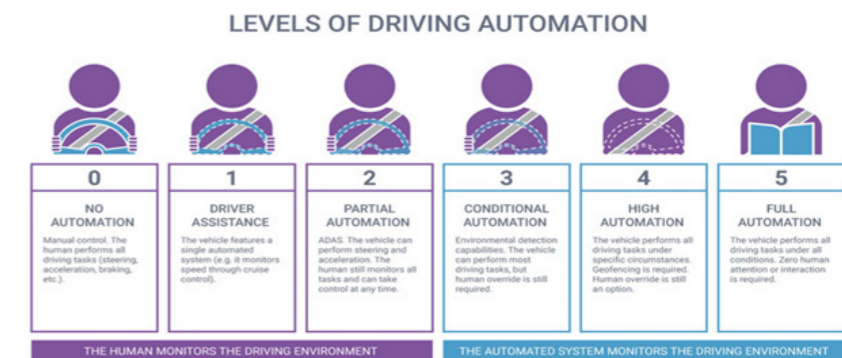 LEVELS OF DRIVING AUTOMATION
0
NO
AUTOMATION
Manual control. The
human performs all
driving tasks (steering,
acceleration, braking,
etc.).
1
DRIVER
ASSISTANCE
The vehicle features a
single automated
system (e.g. it monitors
speed through cruise
control).
2
PARTIAL
AUTOMATION
ADAS. The vehicle can
perform steering and
acceleration. The
human still monitors all
tasks and can take
control at any time.
3
CONDITIONAL
AUTOMATION
Environmental detection
capabilities. The vehicle
can perform most
driving tasks, but
human override is still
required.
4
HIGH
AUTOMATION
The vehicle performs all
driving tasks under
specific circumstances.
Geofencing is required.
Human override is still
an option.
5
FULL
AUTOMATION
The vehicle performs all
driving tasks under all
conditions. Zero human
attention or interaction
is required.
THE HUMAN MONITORS THE DRIVING ENVIRONMENT
THE AUTOMATED SYSTEM MONITORS THE DRIVING ENVIRONMENT